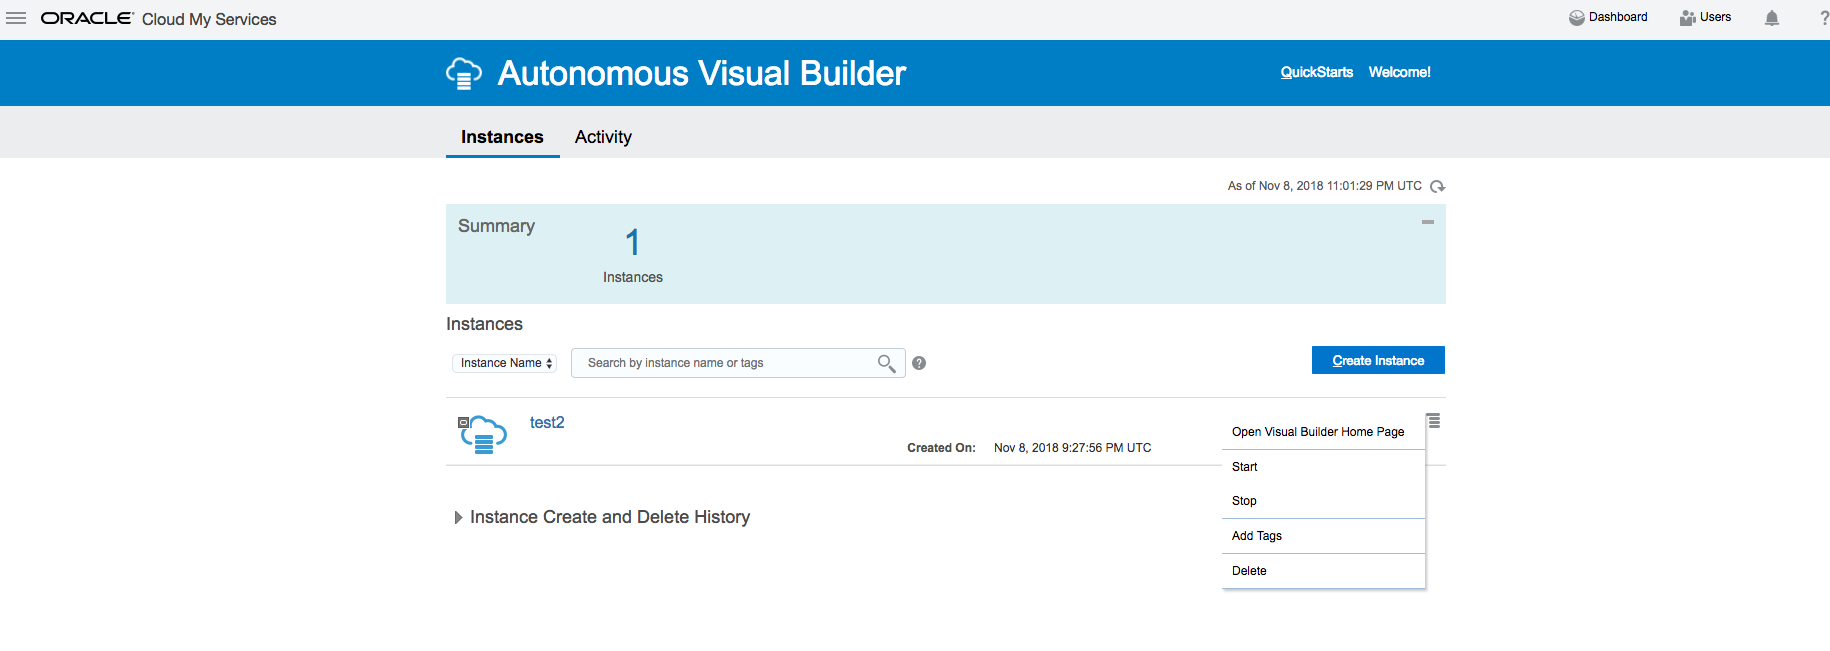 ORACLE Cloud My Services
Dashboard Users ?
Autonomous Visual Builder
QuickStarts Welcome!
Instances Activity
As of Nov 8, 2018 11:01:29 PM UTC
Summary
1
Instances
Instances
Instance Name Search by instance name or tags ? Create Instance
test2
Created On: Nov 8, 2018 9:27:56 PM UTC
Open Visual Builder Home Page
Start
Stop
Add Tags
Delete
Instance Create and Delete History